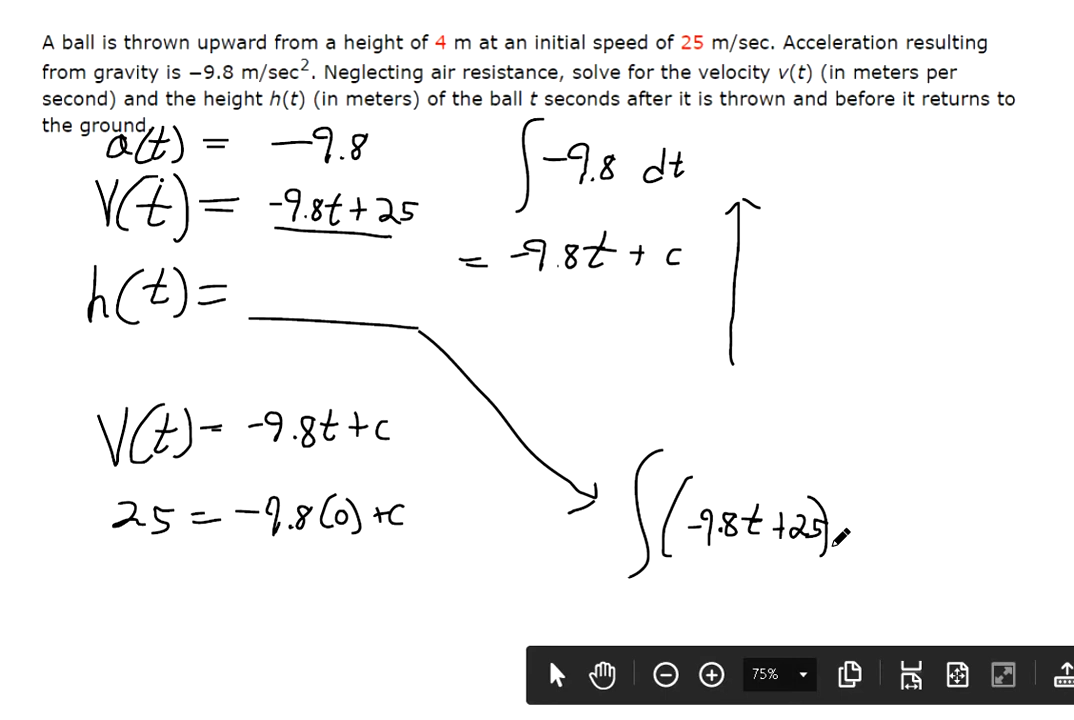 A ball is thrown upward from a height of 4 m at an initial speed of 25 m/sec. Acceleration resulting
from gravity is −9.8 m/sec². Neglecting air resistance, solve for the velocity v(t) (in meters per
second) and the height h(t) (in meters) of the ball t seconds after it is thrown and before it returns to
the ground.
a(t) = -9.8
∫-9.8 dt
V(t) = -9.8t + 25
= -9.8t + c
h(t) =
V(t) = -9.8t + c
25 = -9.8(0) + c
∫(-9.8t + 25)
75%